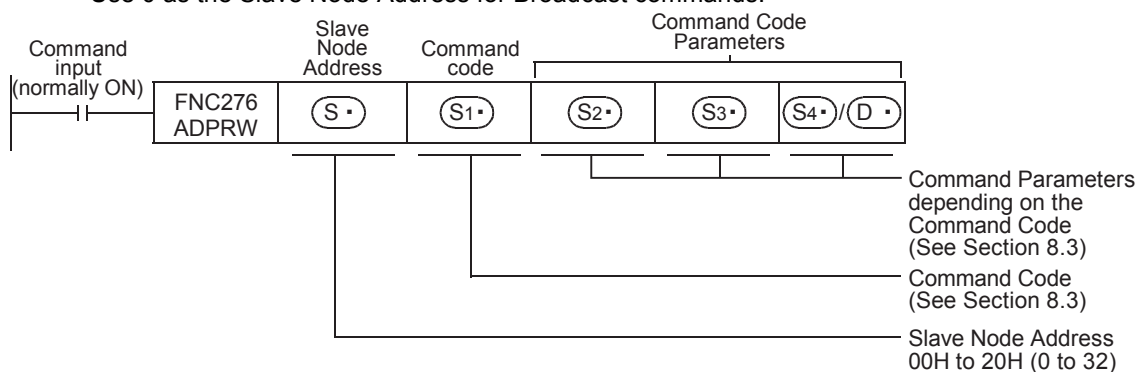 Use 0 as the Slave Node Address for Broadcast commands.
Command
input
(normally ON)
Slave
Node
Address
Command
code
Command Code
Parameters
FNC276
ADPRW
S·
S1·
S2·
S3·
S4·/D·
Command Parameters
depending on the
Command Code
(See Section 8.3)
Command Code
(See Section 8.3)
Slave Node Address
00H to 20H (0 to 32)